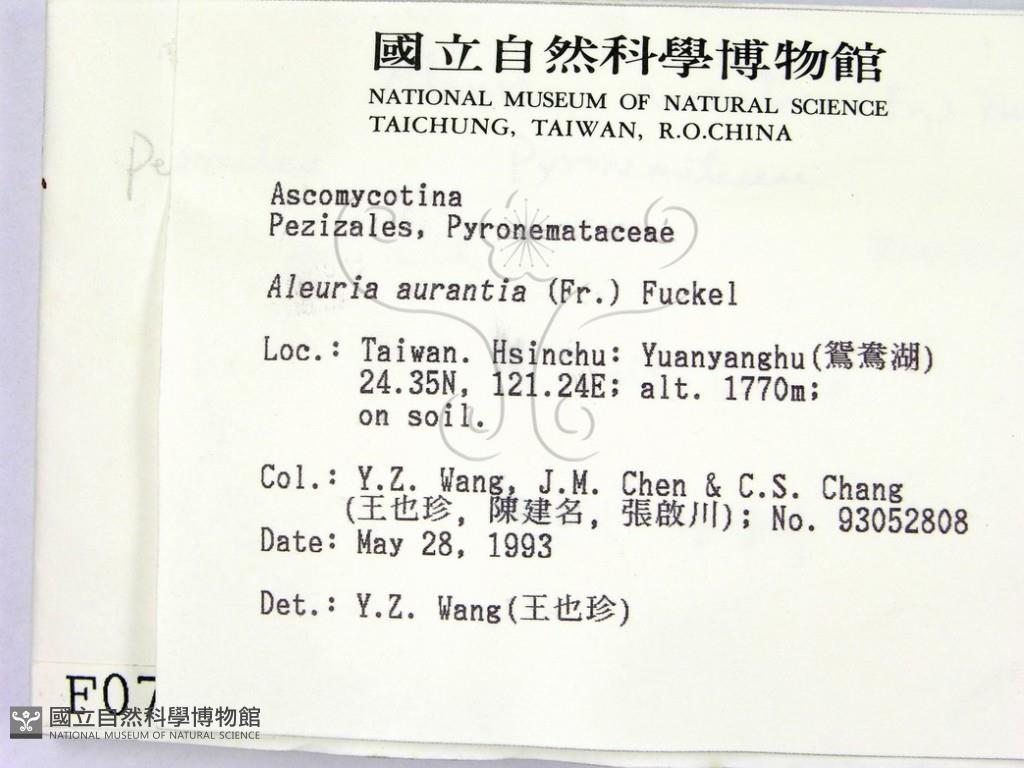 國立自然科學博物館
NATIONAL MUSEUM OF NATURAL SCIENCE
TAICHUNG, TAIWAN, R.O.CHINA
Ascomycotina
Pezizales, Pyronemataceae
Aleuria aurantia (Fr.) Fuckel
Loc.: Taiwan. Hsinchu: Yuanyanghu(鴛鴦湖)
24.35N, 121.24E; alt. 1770m;
on soil.
Col.: Y.Z. Wang, J.M. Chen & C.S. Chang
(王也珍, 陳建名, 張啟川); No. 93052808
Date: May 28, 1993
Det.: Y.Z. Wang(王也珍)
F07
國立自然科學博物館
NATIONAL MUSEUM OF NATURAL SCIENCE